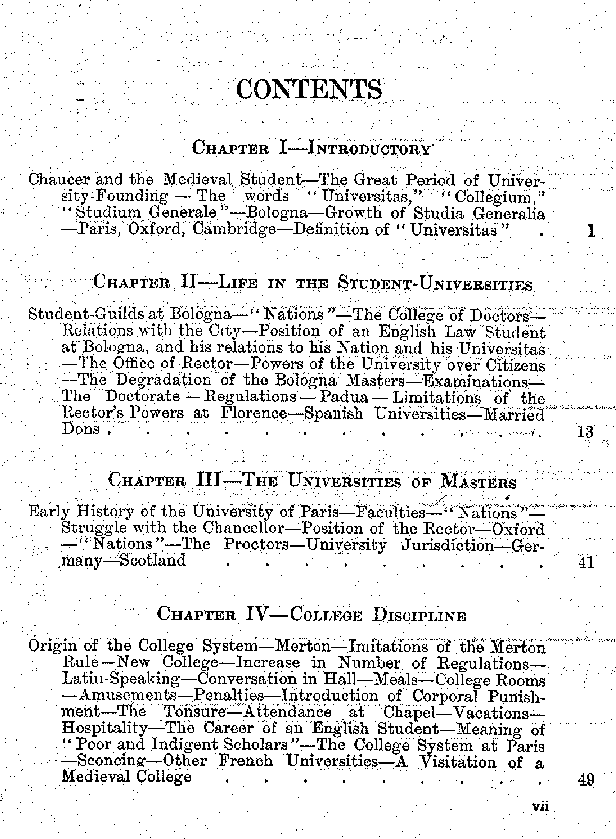 CONTENTS
CHAPTER I—INTRODUCTORY
Chaucer and the Medieval Student—The Great Period of Univer-
sity-Founding — The words "Universitas," "Collegium,"
"Studium Generale"—Bologna—Growth of Studia Generalia
—Paris, Oxford, Cambridge—Definition of "Universitas" . 1
CHAPTER II—LIFE IN THE STUDENT-UNIVERSITIES
Student-Guilds at Bologna—"Nations"—The College of Doctors—
Relations with the City—Position of an English Law Student
at Bologna, and his relations to his Nation and his Universitas
—The Office of Rector—Powers of the University over Citizens
—The Degradation of the Bologna Masters—Examinations—
The Doctorate — Regulations — Padua — Limitations of the
Rector's Powers at Florence—Spanish Universities—Married
Dons . . . . . . . . . . . . 13
CHAPTER III—THE UNIVERSITIES OF MASTERS
Early History of the University of Paris—Faculties—"Nations"—
Struggle with the Chancellor—Position of the Rector—Oxford
—"Nations"—The Proctors—University Jurisdiction—Ger-
many—Scotland . . . . . . . . . 41
CHAPTER IV—COLLEGE DISCIPLINE
Origin of the College System—Merton—Imitations of the Merton
Rule—New College—Increase in Number of Regulations—
Latin-Speaking—Conversation in Hall—Meals—College Rooms
—Amusements—Penalties—Introduction of Corporal Punish-
ment—The Tonsure—Attendance at Chapel—Vacations—
Hospitality—The Career of an English Student—Meaning of
"Poor and Indigent Scholars"—The College System at Paris
—Sconcing—Other French Universities—A Visitation of a
Medieval College . . . . . . . . . 49
vii